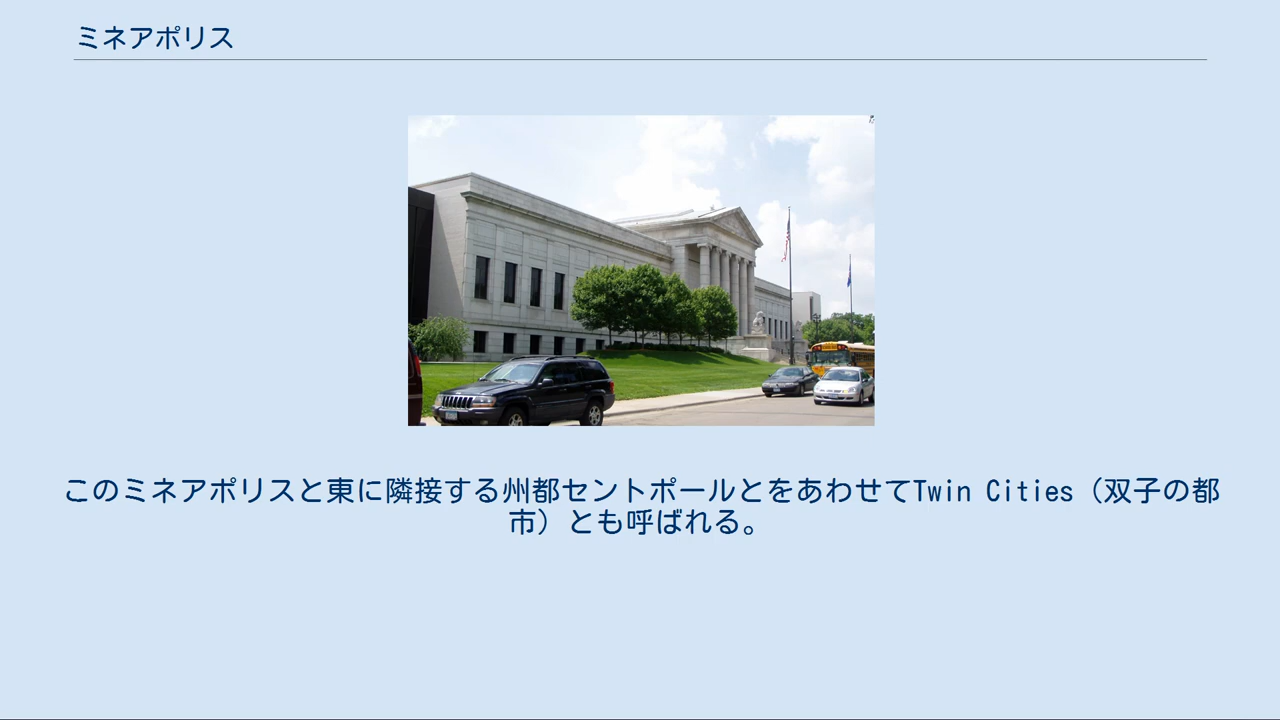 ミネアポリス
このミネアポリスと東に隣接する州都セントポールとをあわせてTwin Cities（双子の都
市）とも呼ばれる。